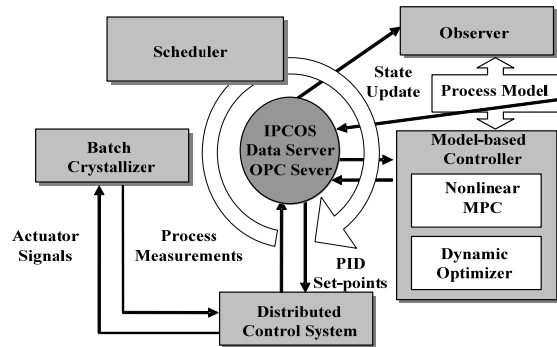 Scheduler
Observer
State
Update
Process Model
IPCOS
Data Server
OPC Sever
Batch
Crystallizer
Model-based
Controller
Nonlinear
MPC
Dynamic
Optimizer
Actuator
Signals
Process
Measurements
PID
Set-points
Distributed
Control System